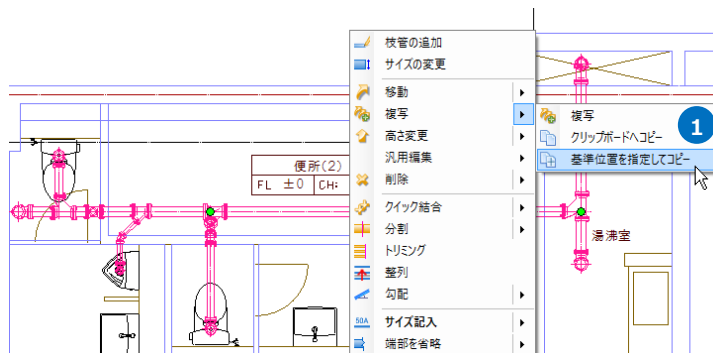 枝管の追加
サイズの変更
移動
複写
高さ変更
汎用編集
削除
クイック結合
分割
トリミング
整列
勾配
50A サイズ記入
端部を省略
複写
クリップボードへコピー
基準位置を指定してコピー
1
便所(2)
FL ±0 CH:
湯沸室